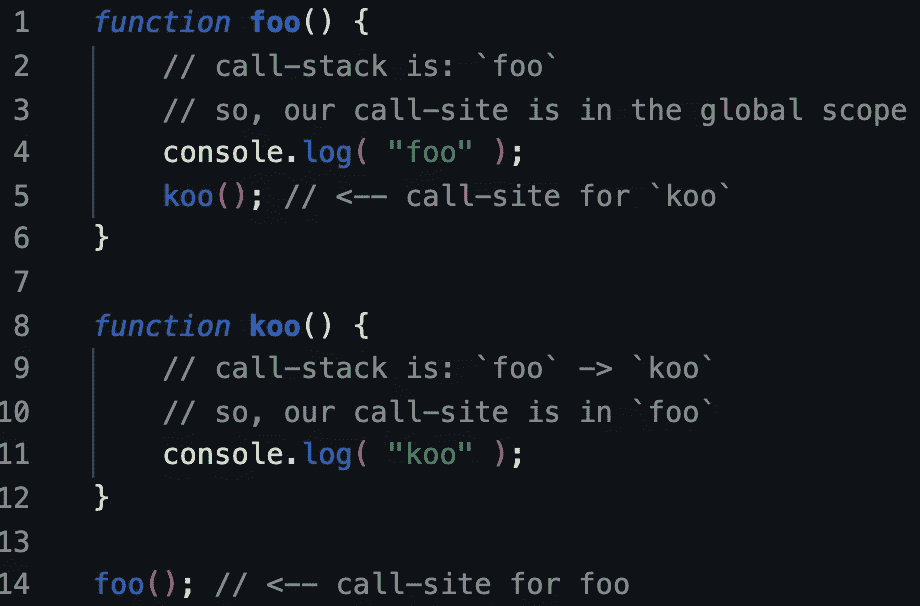 1 function foo() {
2 // call-stack is: `foo`
3 // so, our call-site is in the global scope
4 console.log( "foo" );
5 koo(); // <-- call-site for `koo`
6 }
7
8 function koo() {
9 // call-stack is: `foo` -> `koo`
10 // so, our call-site is in `foo`
11 console.log( "koo" );
12 }
13
14 foo(); // <-- call-site for foo